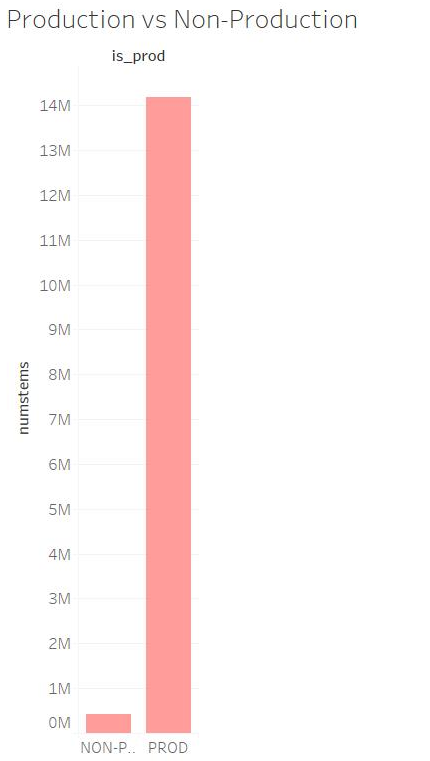 Production vs Non-Production
is_prod
14M
13M
12M
11M
10M
9M
8M
7M
6M
5M
4M
3M
2M
1M
0M
numstems
NON-P.. PROD